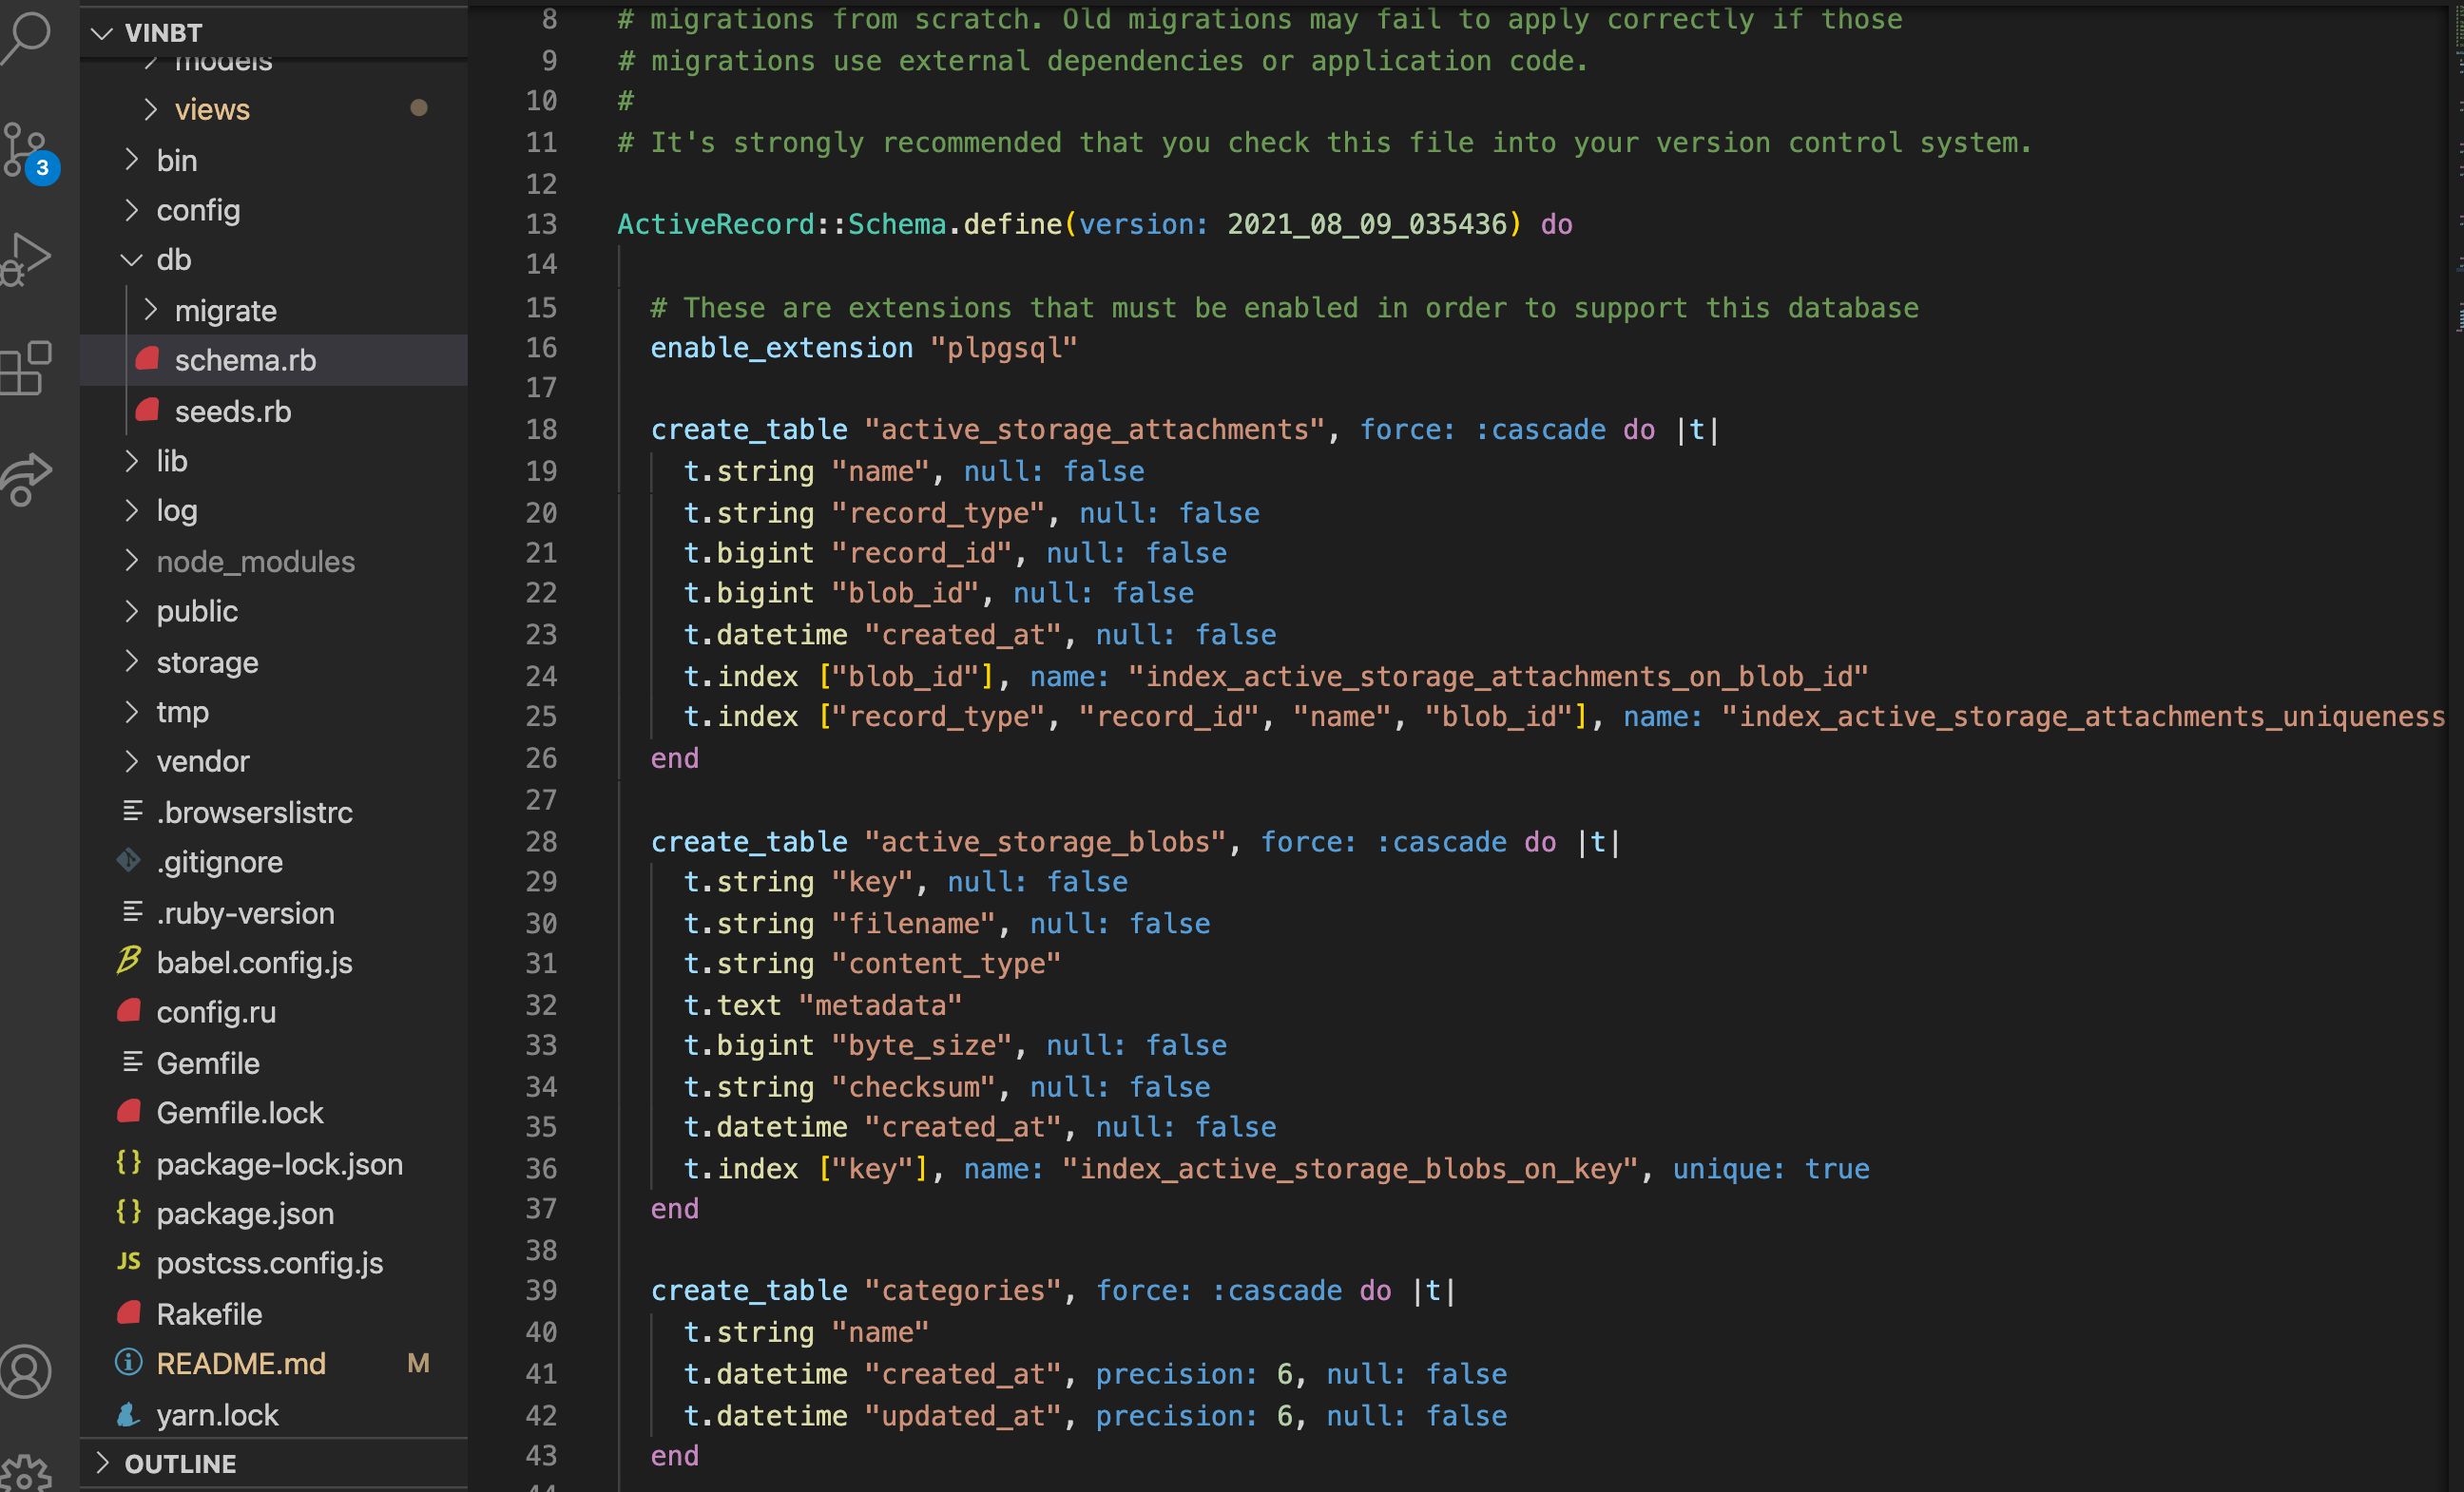 VINBT
models
views
bin
config
db
migrate
schema.rb
seeds.rb
lib
log
node_modules
public
storage
tmp
vendor
.browserslistrc
.gitignore
.ruby-version
babel.config.js
config.ru
Gemfile
Gemfile.lock
package-lock.json
package.json
JS postcss.config.js
Rakefile
README.md M
yarn.lock
OUTLINE
3
8 # migrations from scratch. Old migrations may fail to apply correctly if those
9 # migrations use external dependencies or application code.
10 #
11 # It's strongly recommended that you check this file into your version control system.
12
13 ActiveRecord::Schema.define(version: 2021_08_09_035436) do
14
15 # These are extensions that must be enabled in order to support this database
16 enable_extension "plpgsql"
17
18 create_table "active_storage_attachments", force: :cascade do |t|
19 t.string "name", null: false
20 t.string "record_type", null: false
21 t.bigint "record_id", null: false
22 t.bigint "blob_id", null: false
23 t.datetime "created_at", null: false
24 t.index ["blob_id"], name: "index_active_storage_attachments_on_blob_id"
25 t.index ["record_type", "record_id", "name", "blob_id"], name: "index_active_storage_attachments_uniqueness
26 end
27
28 create_table "active_storage_blobs", force: :cascade do |t|
29 t.string "key", null: false
30 t.string "filename", null: false
31 t.string "content_type"
32 t.text "metadata"
33 t.bigint "byte_size", null: false
34 t.string "checksum", null: false
35 t.datetime "created_at", null: false
36 t.index ["key"], name: "index_active_storage_blobs_on_key", unique: true
37 end
38
39 create_table "categories", force: :cascade do |t|
40 t.string "name"
41 t.datetime "created_at", precision: 6, null: false
42 t.datetime "updated_at", precision: 6, null: false
43 end
44